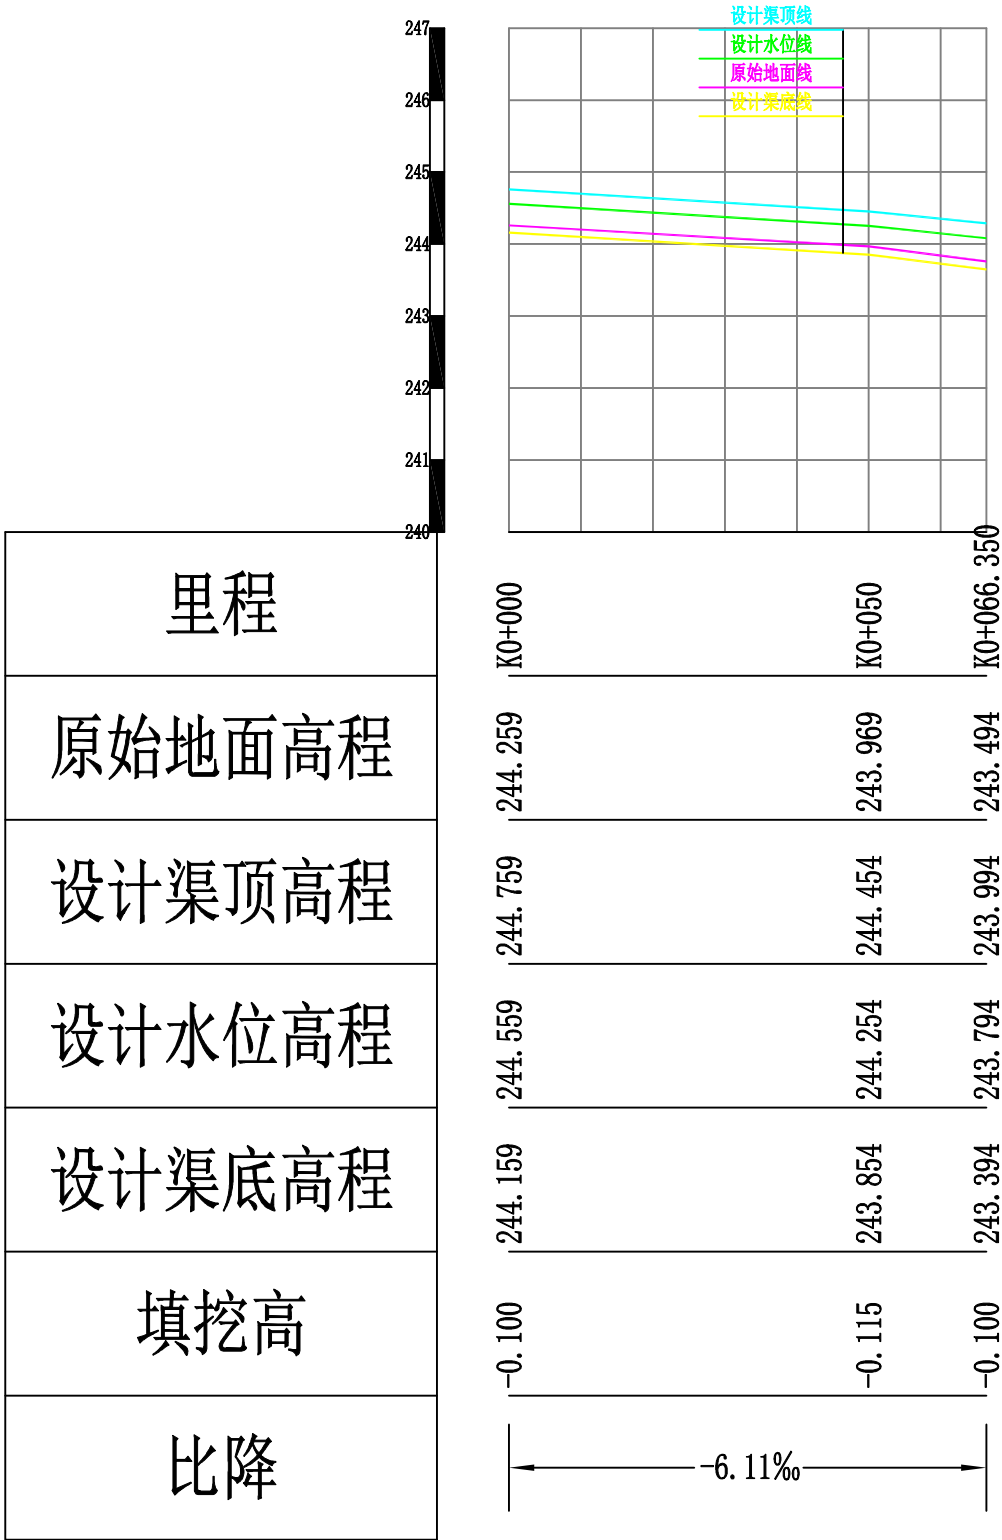 设计渠顶线
设计水位线
原始地面线
设计渠底线
247
246
245
244
243
242
241
240
里程 K0+000 K0+050 K0+066.350
原始地面高程 244.259 243.969 243.494
设计渠顶高程 244.759 244.454 243.994
设计水位高程 244.559 244.254 243.794
设计渠底高程 244.159 243.854 243.394
填挖高 -0.100 -0.115 -0.100
比降 -6.11‰